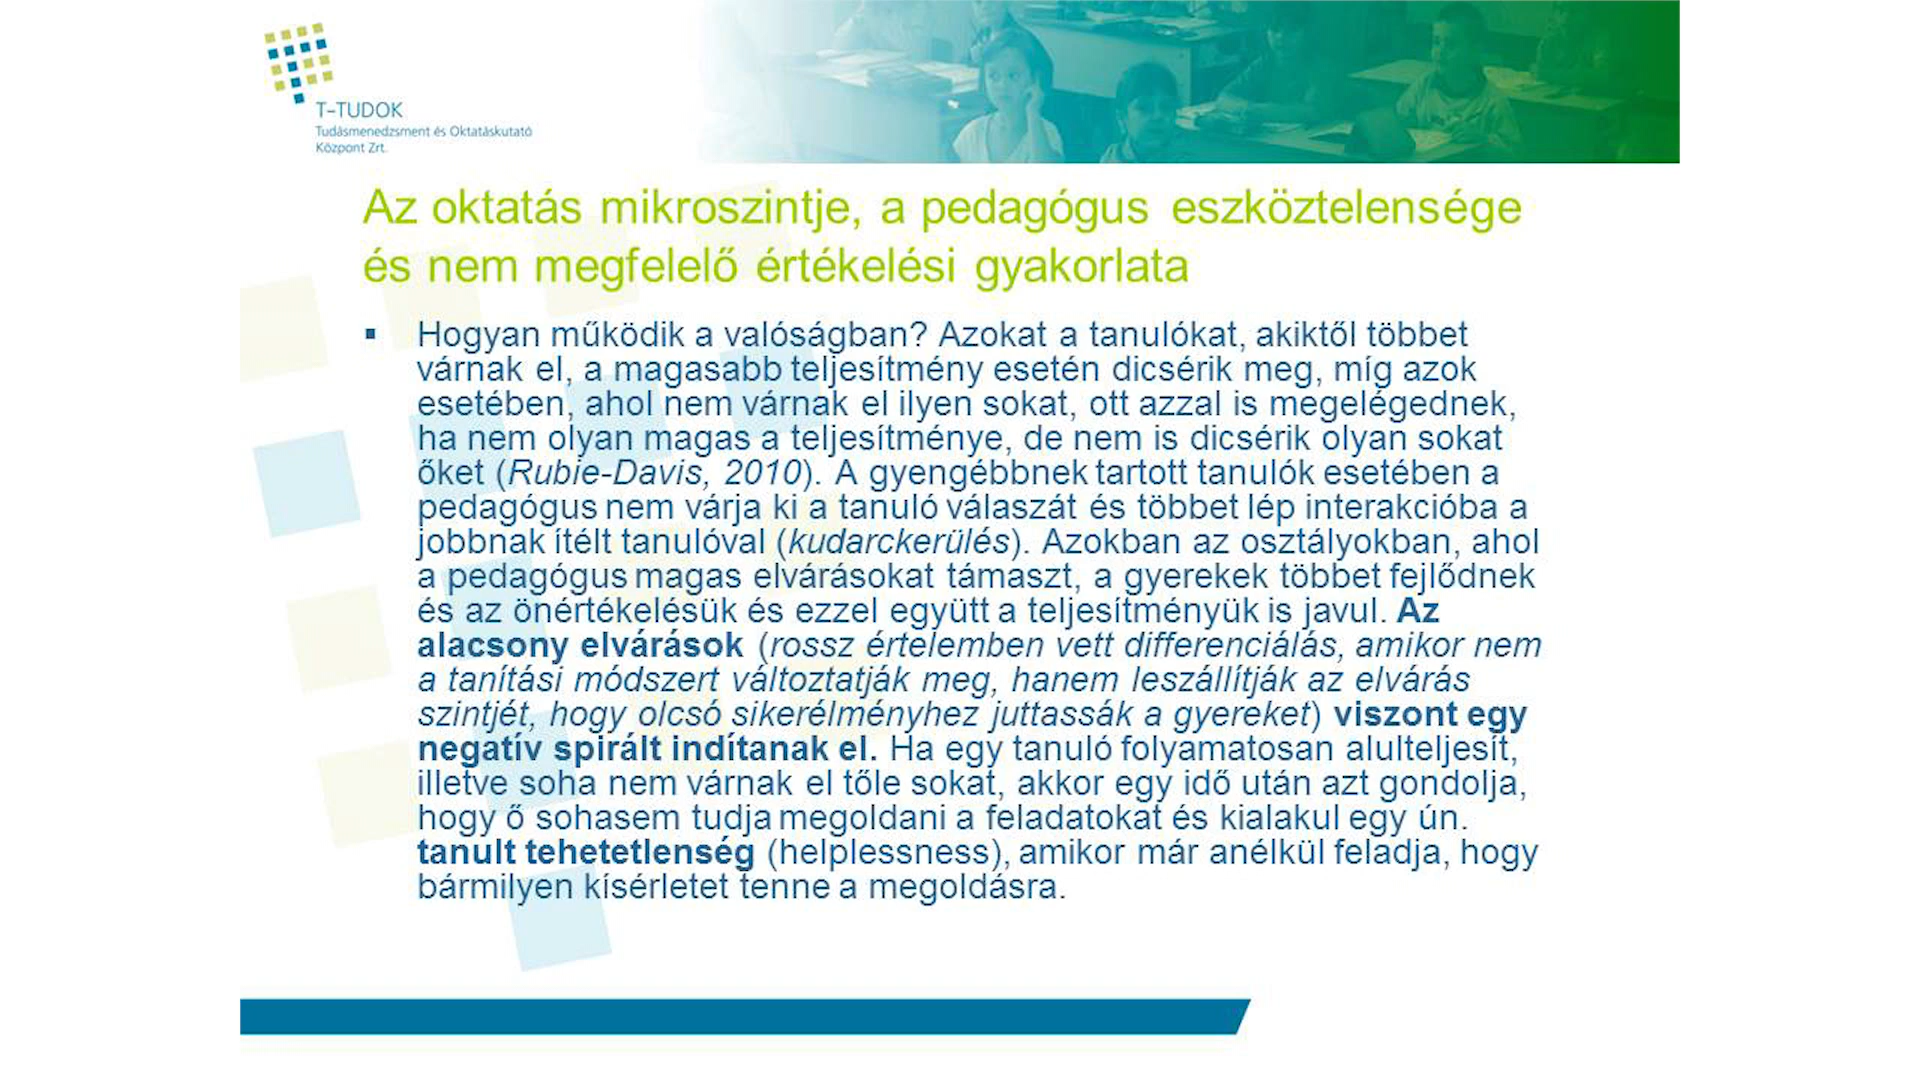 T-TUDOK
Tudásmenedzsment és Oktatáskutató
Központ Zrt.
Az oktatás mikroszintje, a pedagógus eszköztelensége
és nem megfelelő értékelési gyakorlata
▪ Hogyan működik a valóságban? Azokat a tanulókat, akiktől többet
várnak el, a magasabb teljesítmény esetén dicsérik meg, míg azok
esetében, ahol nem várnak el ilyen sokat, ott azzal is megelégednek,
ha nem olyan magas a teljesítménye, de nem is dicsérik olyan sokat
őket (Rubie-Davis, 2010). A gyengébbnek tartott tanulók esetében a
pedagógus nem várja ki a tanuló válaszát és többet lép interakcióba a
jobbnak ítélt tanulóval (kudarckerülés). Azokban az osztályokban, ahol
a pedagógus magas elvárásokat támaszt, a gyerekek többet fejlődnek
és az önértékelésük és ezzel együtt a teljesítményük is javul. Az
alacsony elvárások (rossz értelemben vett differenciálás, amikor nem
a tanítási módszert változtatják meg, hanem leszállítják az elvárás
szintjét, hogy olcsó sikerélményhez juttassák a gyereket) viszont egy
negatív spirált indítanak el. Ha egy tanuló folyamatosan alulteljesít,
illetve soha nem várnak el tőle sokat, akkor egy idő után azt gondolja,
hogy ő sohasem tudja megoldani a feladatokat és kialakul egy ún.
tanult tehetetlenség (helplessness), amikor már anélkül feladja, hogy
bármilyen kísérletet tenne a megoldásra.